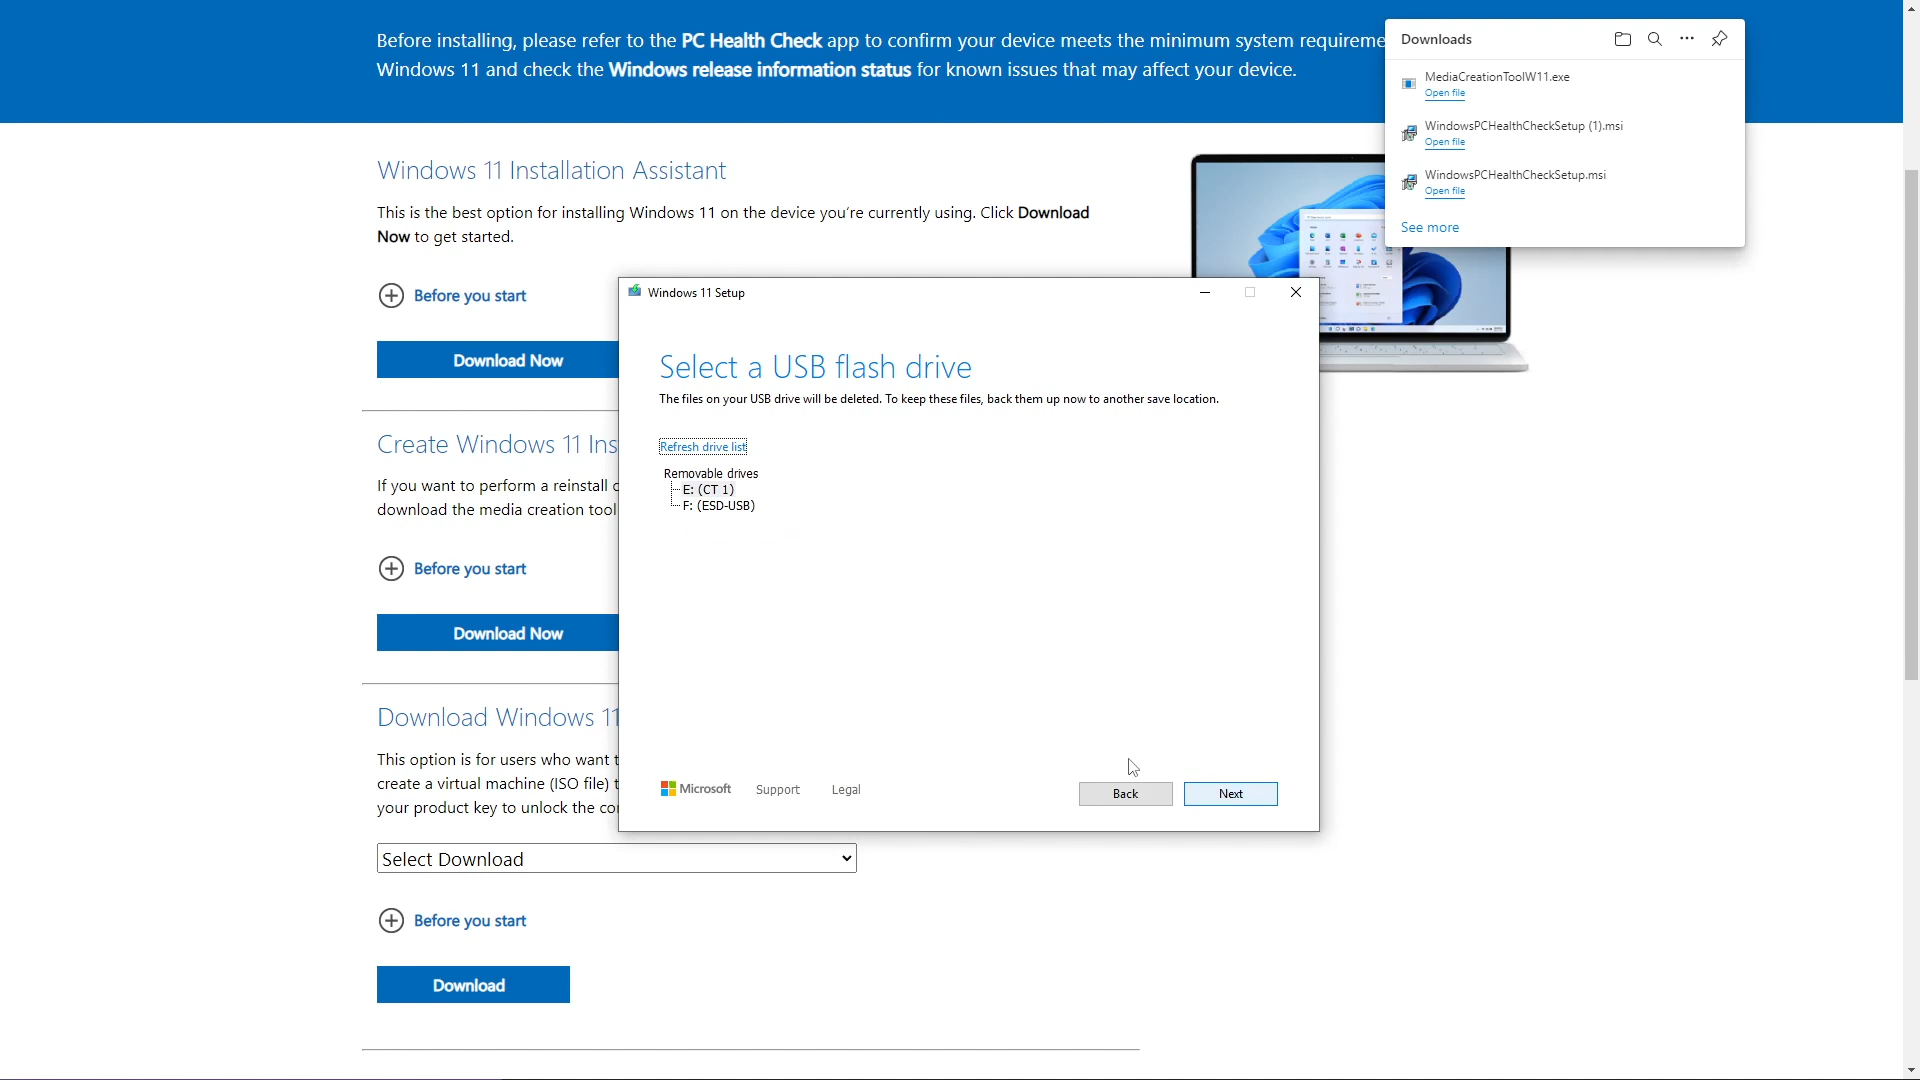 Before installing, please refer to the PC Health Check app to confirm your device meets the minimum system requireme
Windows 11 and check the Windows release information status for known issues that may affect your device.
Downloads
MediaCreationToolW11.exe
Open file
WindowsPCHealthCheckSetup (1).msi
Open file
WindowsPCHealthCheckSetup.msi
Open file
See more
Windows 11 Installation Assistant
This is the best option for installing Windows 11 on the device you're currently using. Click Download
Now to get started.
Before you start
Download Now
Create Windows 11 Ins
If you want to perform a reinstall
download the media creation tool
Before you start
Download Now
Download Windows 11
This option is for users who want
create a virtual machine (ISO file)
your product key to unlock the
Select Download
Before you start
Download
Windows 11 Setup
Select a USB flash drive
The files on your USB drive will be deleted. To keep these files, back them up now to another save location.
Refresh drive list
Removable drives
E: (CT 1)
F: (ESD-USB)
Microsoft Support Legal
Back Next